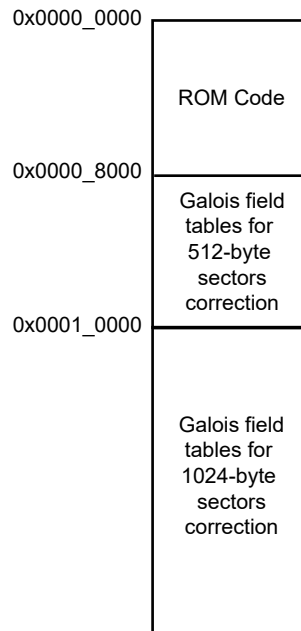 0x0000_0000
ROM Code
0x0000_8000
Galois field
tables for
512-byte
sectors
correction
0x0001_0000
Galois field
tables for
1024-byte
sectors
correction